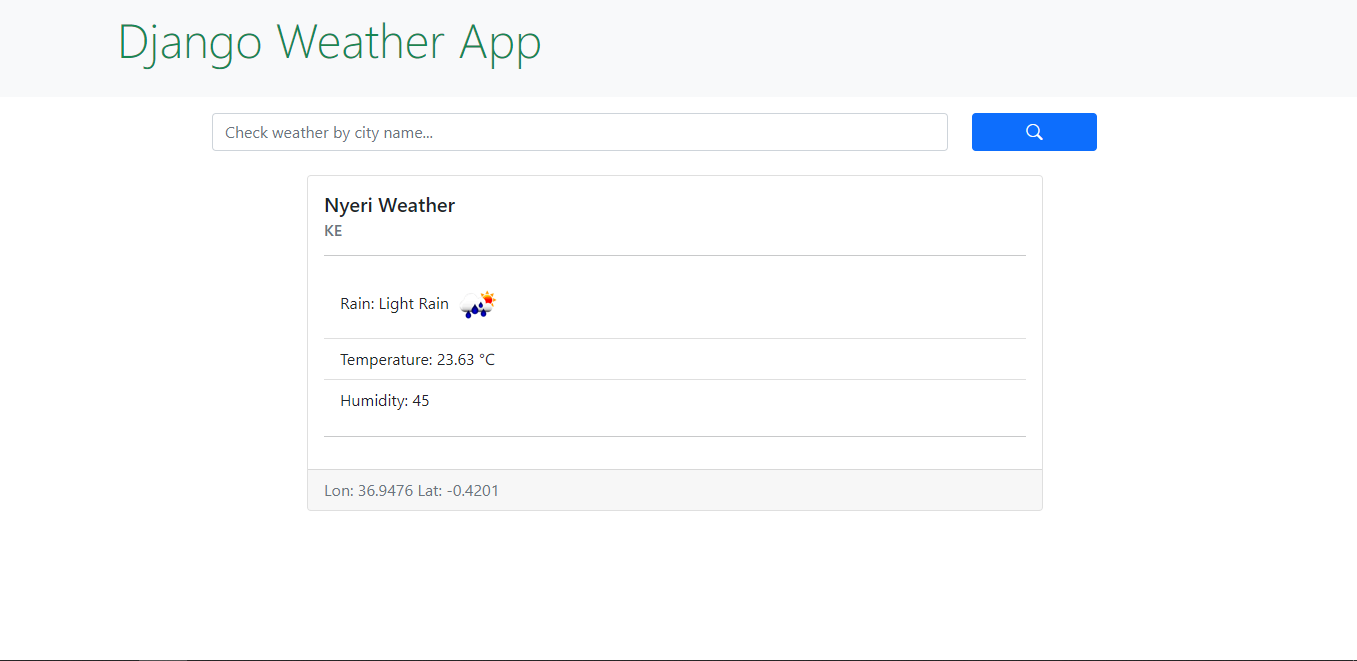 Django Weather App
Check weather by city name...
Nyeri Weather
KE
Rain: Light Rain
Temperature: 23.63 °C
Humidity: 45
Lon: 36.9476 Lat: -0.4201